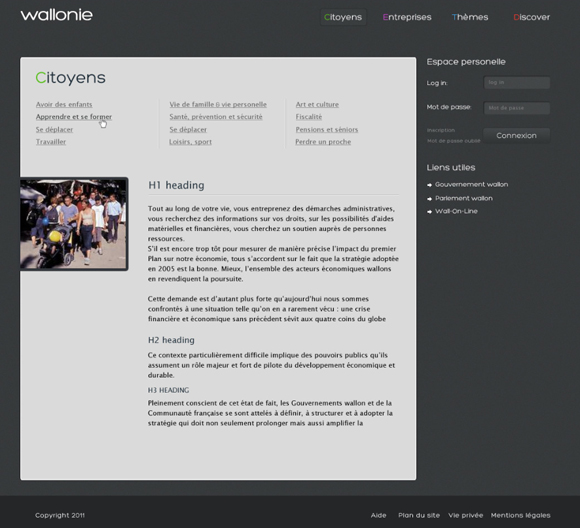 wallonie
Citoyens Entreprises Thèmes Discover
Citoyens
Avoir des enfants
Apprendre et se former
Se déplacer
Travailler
Vie de famille & vie personelle
Santé, prévention et sécurité
Se déplacer
Loisirs, sport
Art et culture
Fiscalité
Pensions et séniors
Perdre un proche
H1 heading
Tout au long de votre vie, vous entreprenez des démarches administratives,
vous recherchez des informations sur vos droits, sur les possibilités d'aides
matérielles et financières, vous cherchez un soutien auprès de personnes
ressources.
S'il est encore trop tôt pour mesurer de manière précise l'impact du premier
Plan sur notre économie, tous s'accordent sur le fait que la stratégie adoptée
en 2005 est la bonne. Mieux, l'ensemble des acteurs économiques wallons
en revendiquent la poursuite.
Cette demande est d'autant plus forte qu'aujourd'hui nous sommes
confrontés à une situation telle qu'on en a rarement vécu : une crise
financière et économique sans précédent sévit aux quatre coins du globe
H2 heading
Ce contexte particulièrement difficile implique des pouvoirs publics qu'ils
assument un rôle majeur et fort de pilote du développement économique et
durable.
H3 HEADING
Pleinement conscient de cet état de fait, les Gouvernements wallon et de la
Communauté française se sont attelés à définir, à structurer et à adopter la
stratégie qui doit non seulement prolonger mais aussi amplifier la
Espace personelle
Log in: log in
Mot de passe: Mot de passe
Inscription
Mot de passe oublié
Connexion
Liens utiles
Gouvernement wallon
Parlement wallon
Wall-On-Line
Copyright 2011
Aide Plan du site Vie privée Mentions légales